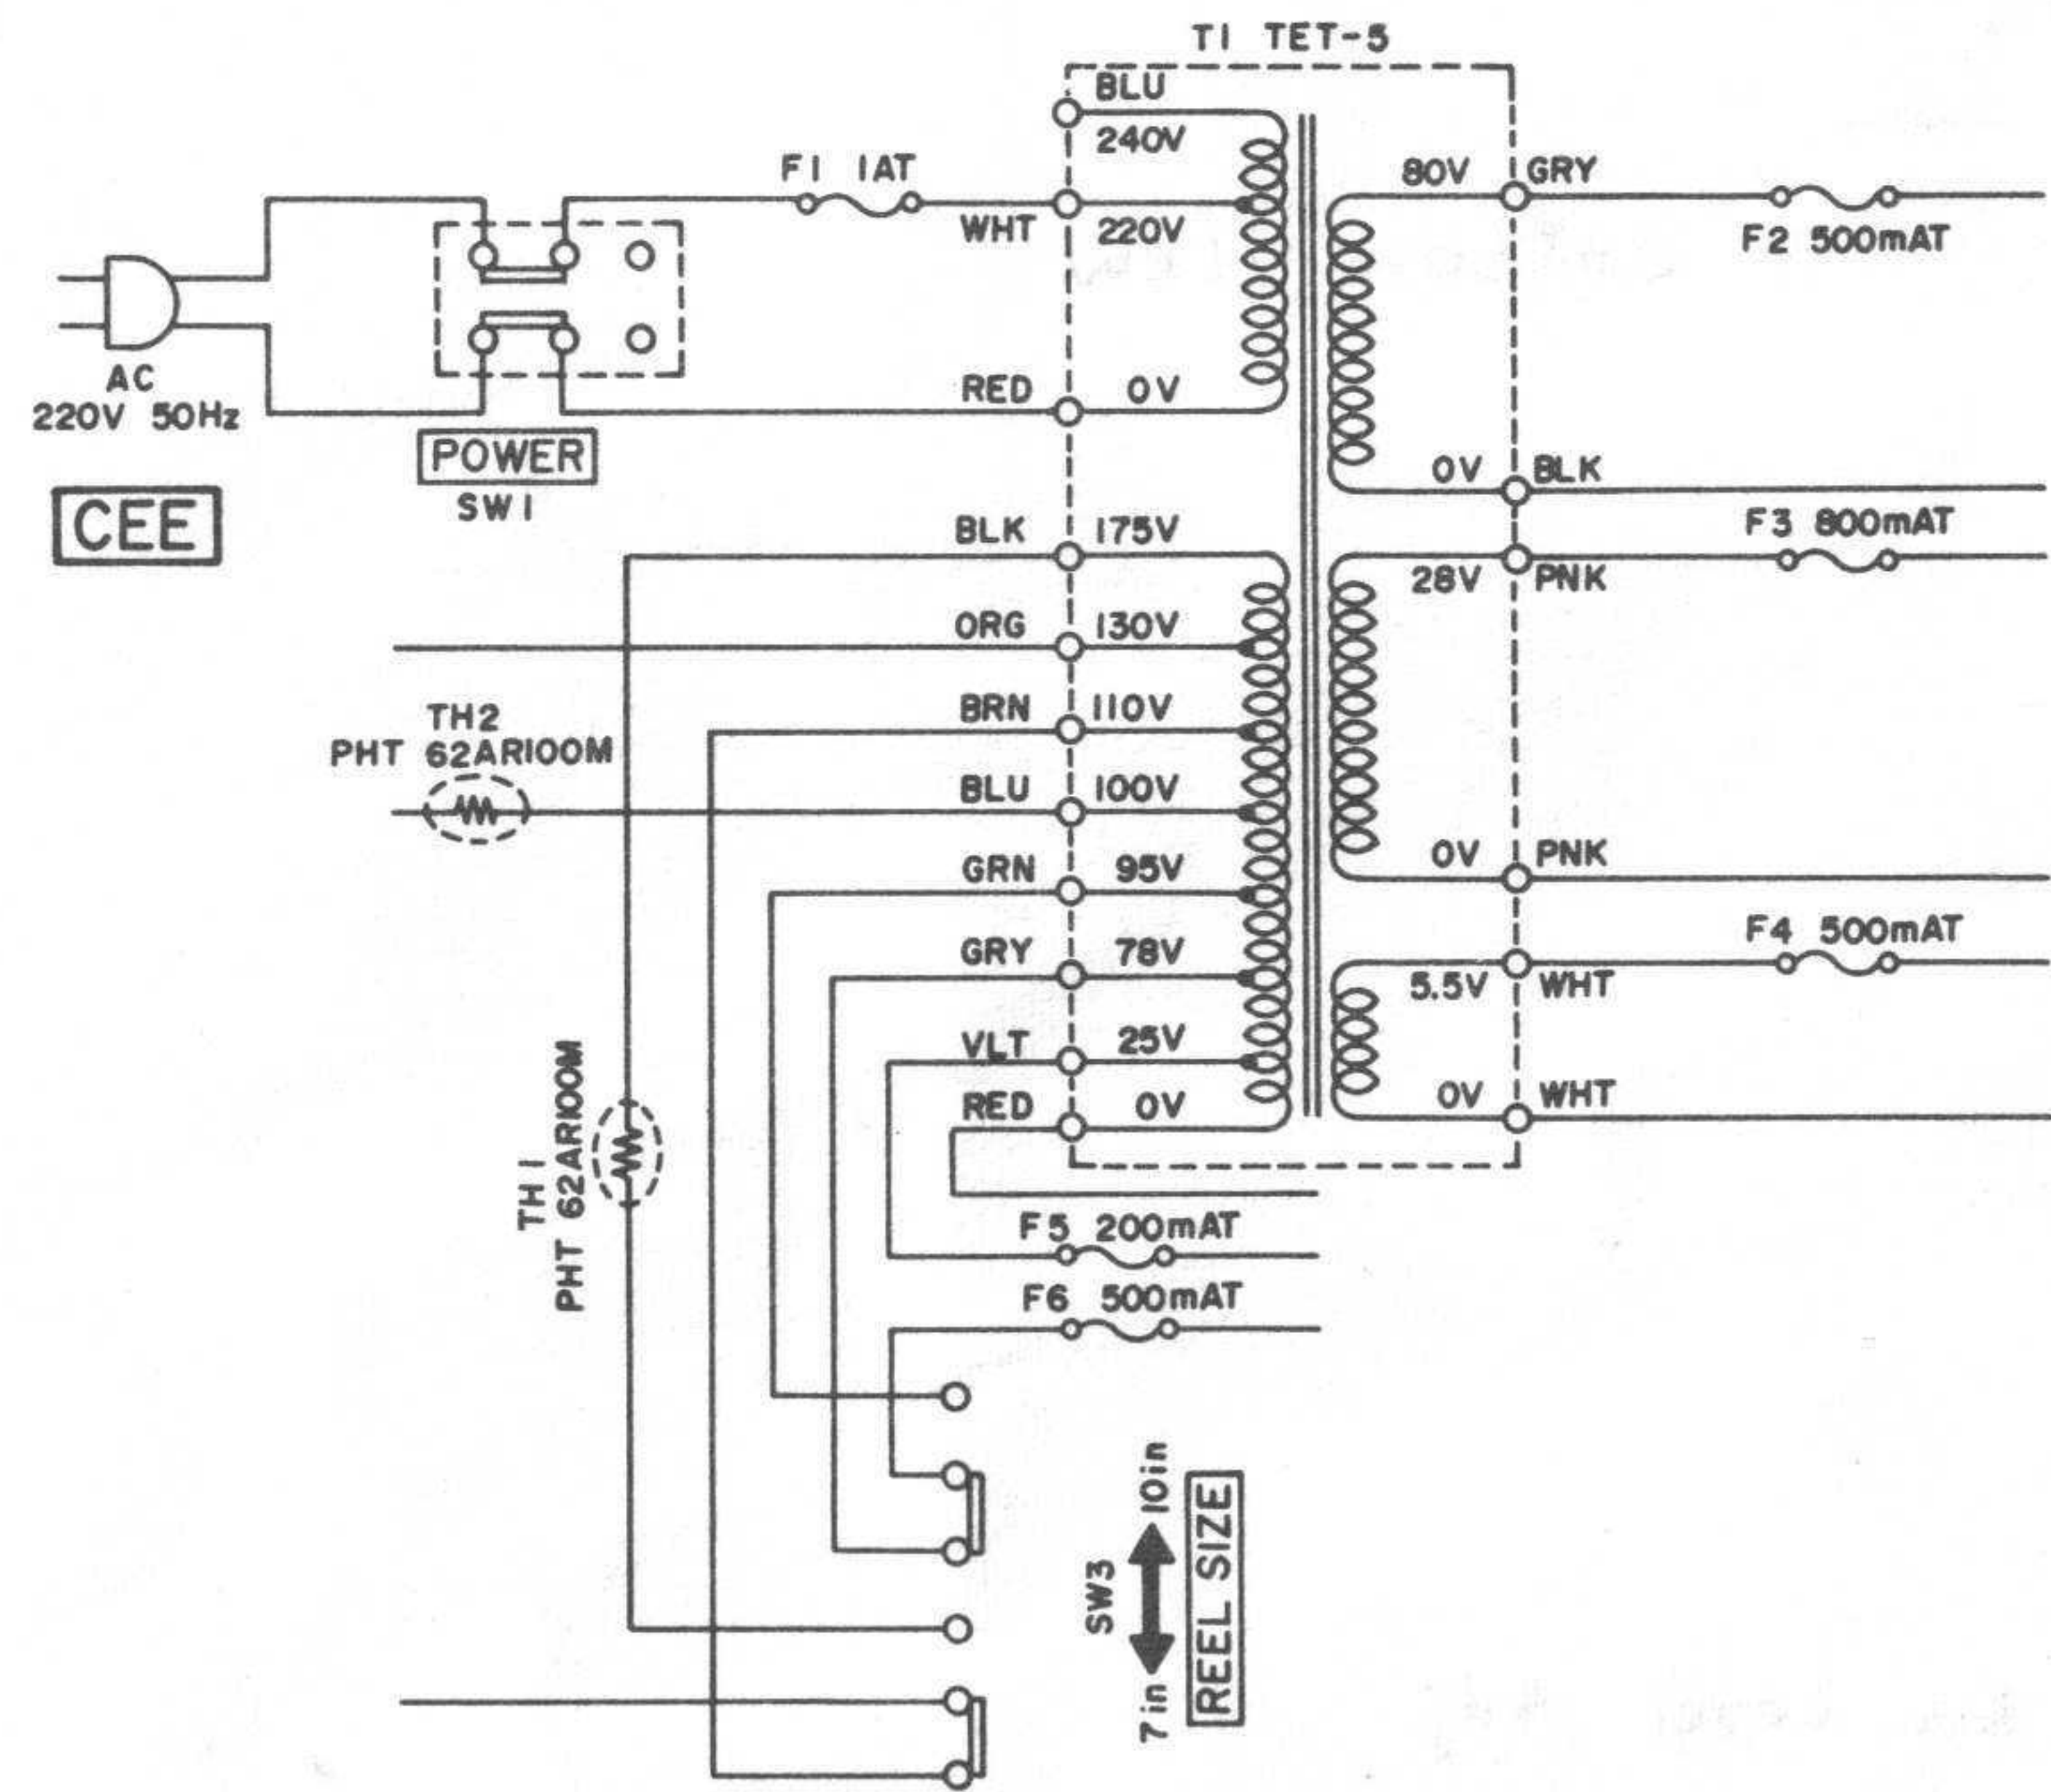 T1 TET-5
BLU
240V
F1 1AT
WHT
220V
80V
GRY
F2 500mAT
AC
220V 50Hz
CEE
POWER
SW1
RED
0V
0V
BLK
F3 800mAT
BLK
175V
28V
PNK
ORG
130V
TH2
PHT 62AR100M
BRN
110V
BLU
100V
GRN
95V
0V
PNK
F4 500mAT
GRY
78V
5.5V
WHT
VLT
25V
RED
0V
0V
WHT
TH1
PHT 62AR100M
F5 200mAT
F6 500mAT
SW3
7in
10in
REEL SIZE